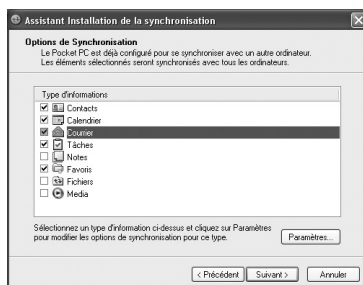 Assistant Installation de la synchronisation
Options de Synchronisation
Le Pocket PC est déjà configuré pour se synchroniser avec un autre ordinateur.
Les éléments sélectionnés seront synchronisés avec tous les ordinateurs.
Type d'informations
Contacts
Calendrier
Courrier
Tâches
Notes
Favoris
Fichiers
Media
Sélectionnez un type d'information ci-dessus et cliquez sur Paramètres
pour modifier les options de synchronisation pour ce type.
Paramètres...
< Précédent Suivant > Annuler